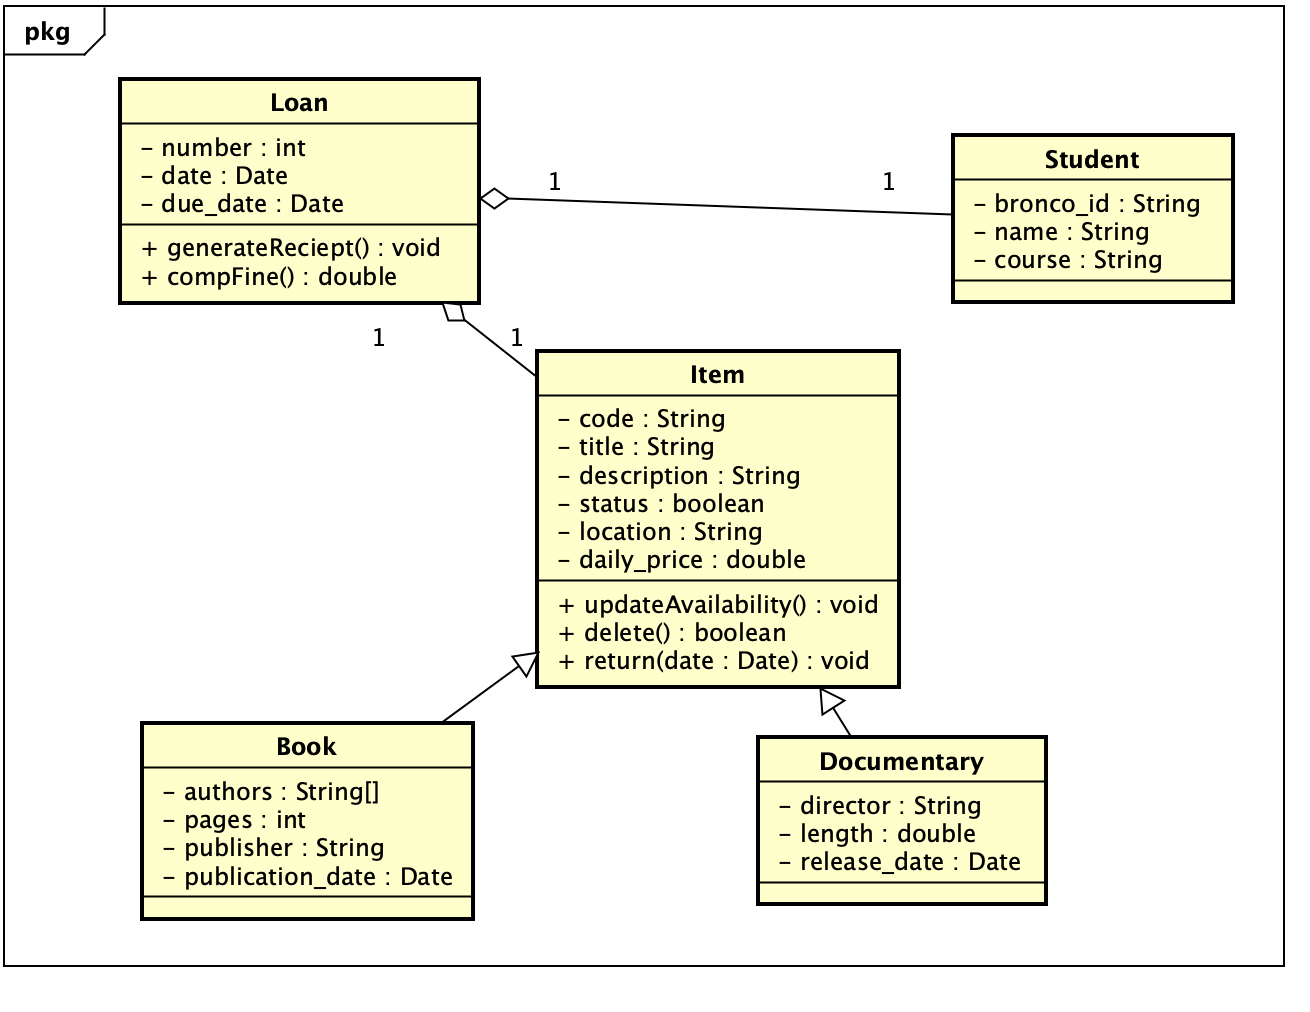 pkg
Loan
- number : int
- date : Date
- due_date : Date
+ generateReciept() : void
+ compFine() : double
1
1
Student
- bronco_id : String
- name : String
- course : String
1
1
Item
- code : String
- title : String
- description : String
- status : boolean
- location : String
- daily_price : double
+ updateAvailability() : void
+ delete() : boolean
+ return(date : Date) : void
Book
- authors : String[]
- pages : int
- publisher : String
- publication_date : Date
Documentary
- director : String
- length : double
- release_date : Date